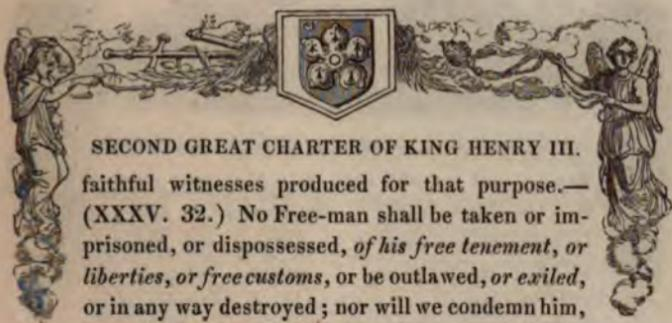 SECOND GREAT CHARTER OF KING HENRY III.
faithful witnesses produced for that purpose.—
(XXXV. 32.) No Free-man shall be taken or im-
prisoned, or dispossessed, of his free tenement, or
liberties, or free customs, or be outlawed, or exiled,
or in any way destroyed ; nor will we condemn him,